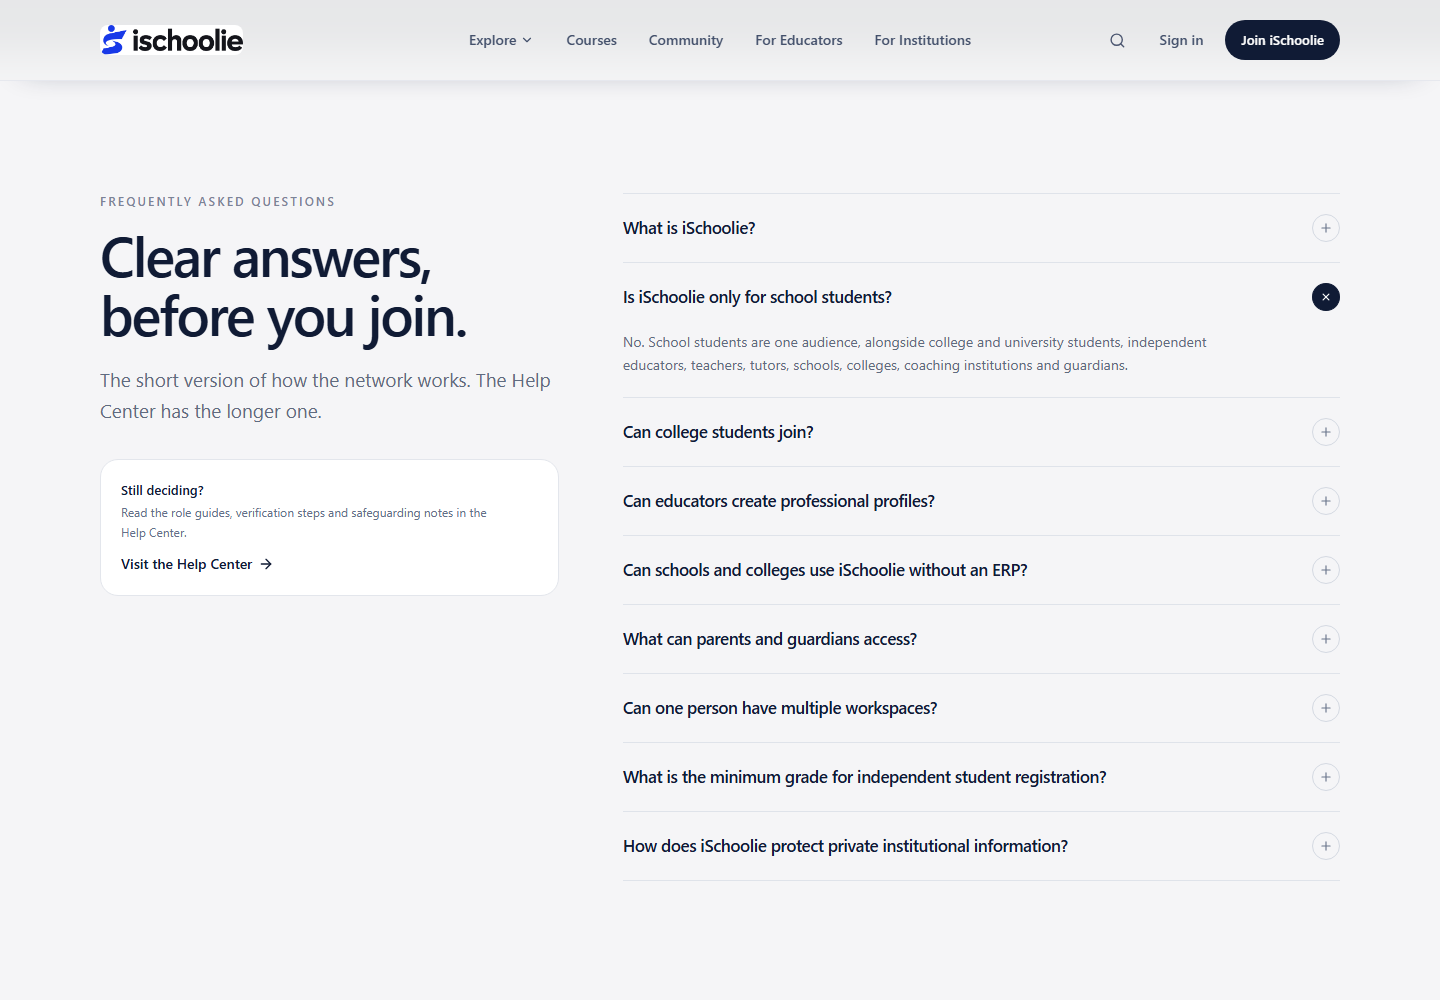 ischoolie
Explore
Courses
Community
For Educators
For Institutions
Sign in
Join iSchoolie
FREQUENTLY ASKED QUESTIONS
Clear answers,
before you join.
The short version of how the network works. The Help
Center has the longer one.
Still deciding?
Read the role guides, verification steps and safeguarding notes in the
Help Center.
Visit the Help Center →
What is iSchoolie?
Is iSchoolie only for school students?
No. School students are one audience, alongside college and university students, independent
educators, teachers, tutors, schools, colleges, coaching institutions and guardians.
Can college students join?
Can educators create professional profiles?
Can schools and colleges use iSchoolie without an ERP?
What can parents and guardians access?
Can one person have multiple workspaces?
What is the minimum grade for independent student registration?
How does iSchoolie protect private institutional information?